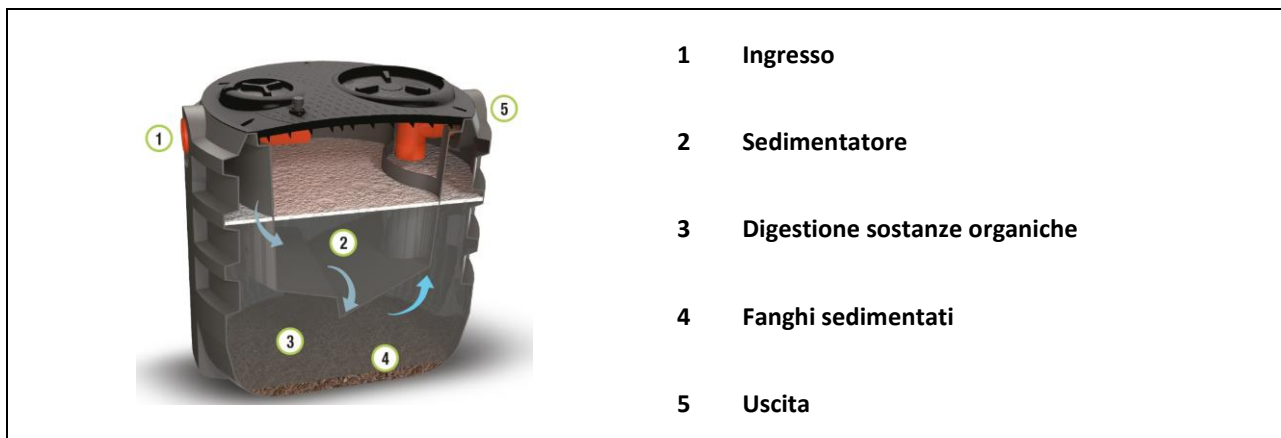 1 Ingresso
2 Sedimentatore
3 Digestione sostanze organiche
4 Fanghi sedimentati
5 Uscita
1
5
2
3
4